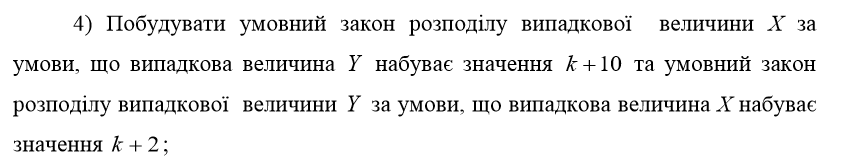 4) Побудувати умовний закон розподілу випадкової величини X за
умови, що випадкова величина Y набуває значення k + 10 та умовний закон
розподілу випадкової величини Y за умови, що випадкова величина X набуває
значення k + 2;